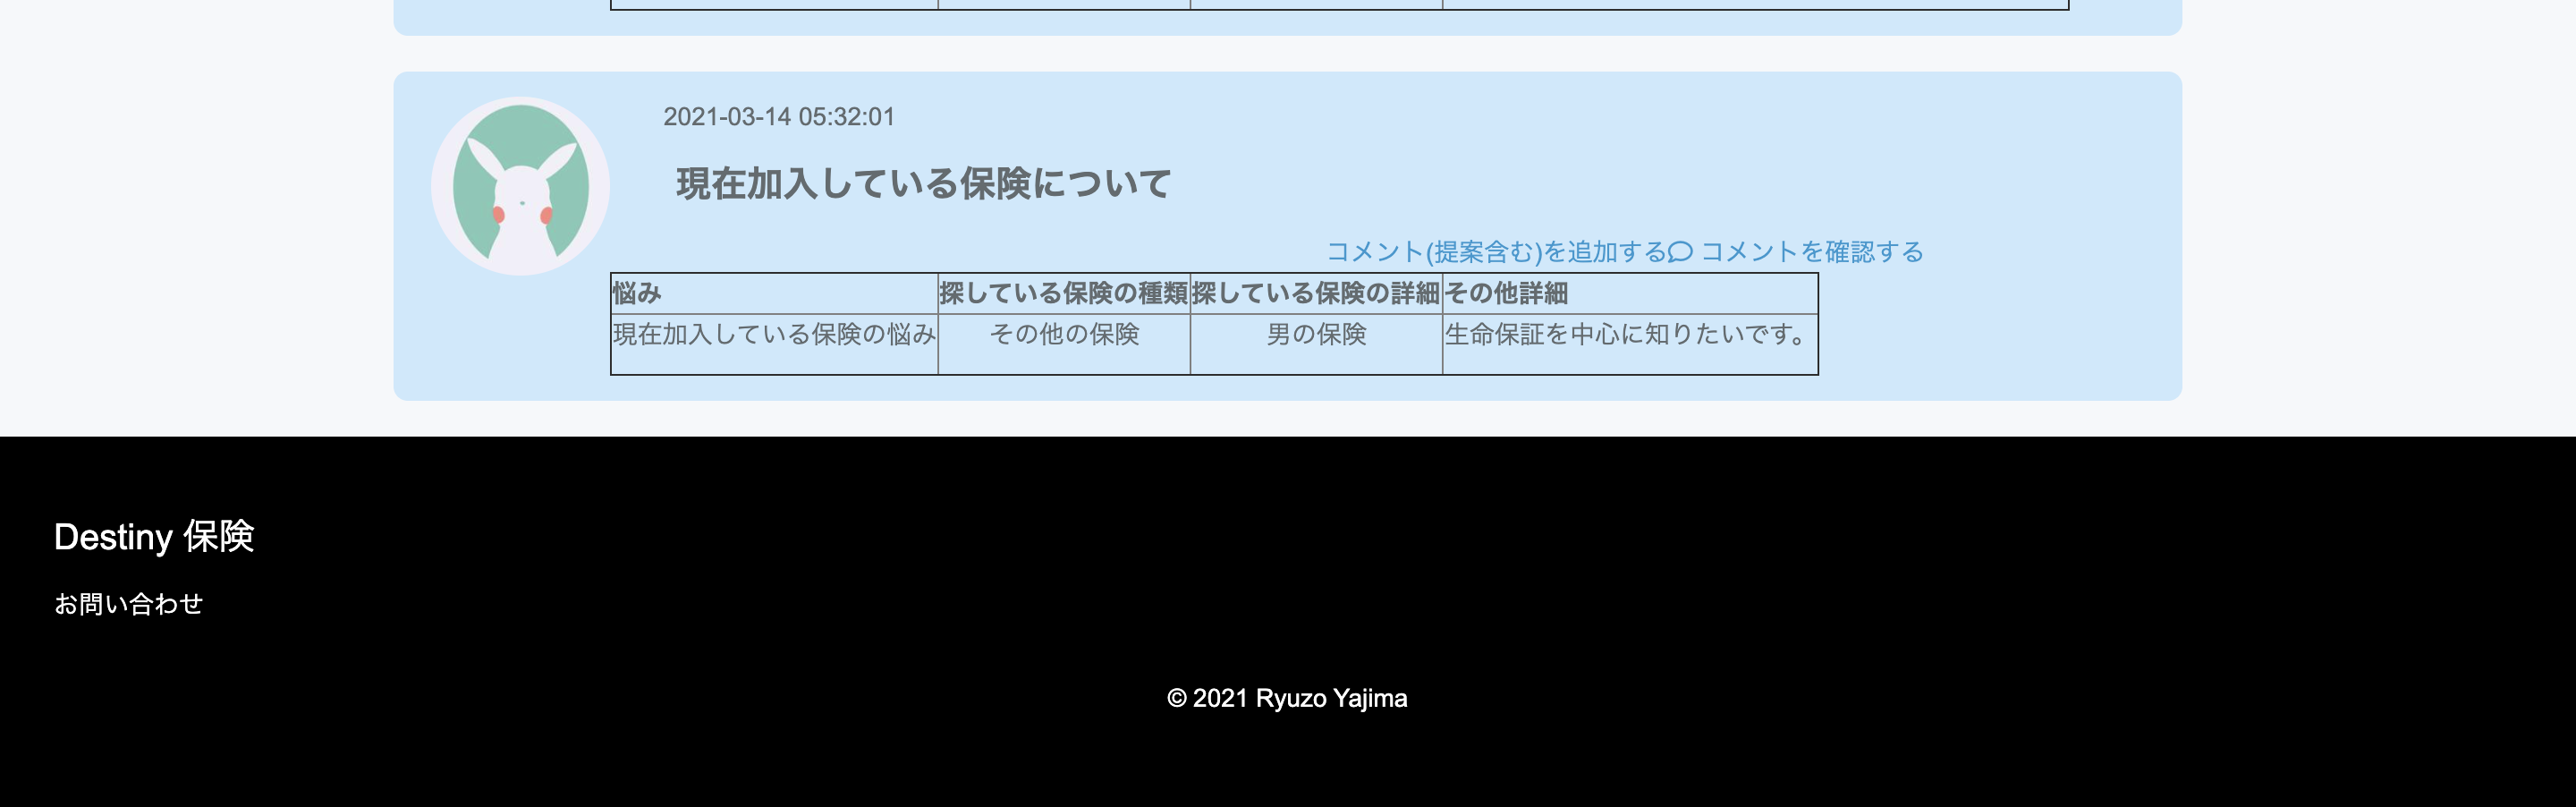 2021-03-14 05:32:01
現在加入している保険について
コメント(提案含む)を追加する コメントを確認する
悩み 探している保険の種類 探している保険の詳細 その他詳細
現在加入している保険の悩み その他の保険 男の保険 生命保証を中心に知りたいです。
Destiny 保険
お問い合わせ
© 2021 Ryuzo Yajima